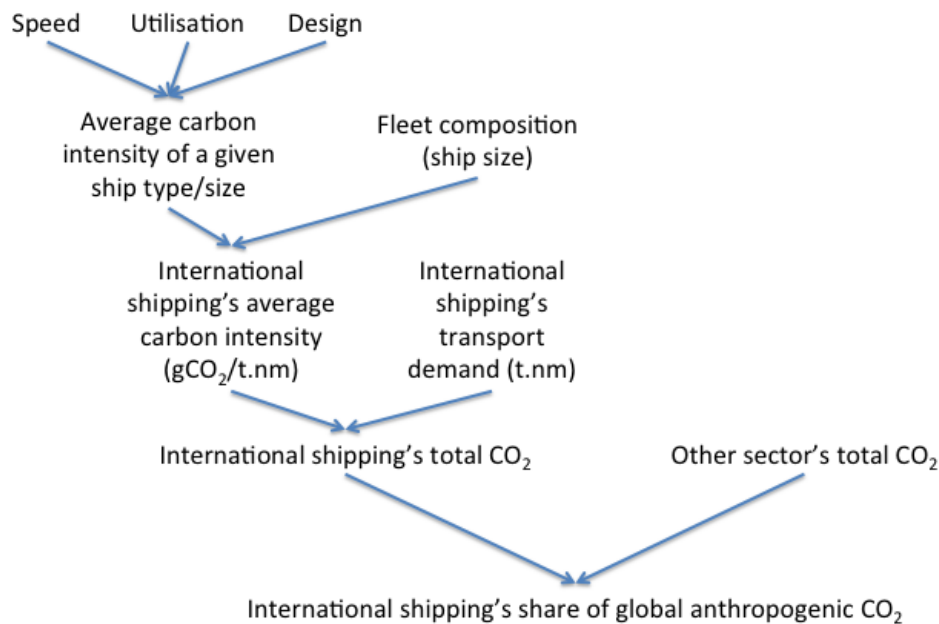 Speed Utilisation Design
Average carbon
intensity of a given
ship type/size
Fleet composition
(ship size)
International
shipping's average
carbon intensity
(gCO₂/t.nm)
International
shipping's
transport
demand (t.nm)
International shipping's total CO₂
Other sector's total CO₂
International shipping's share of global anthropogenic CO₂